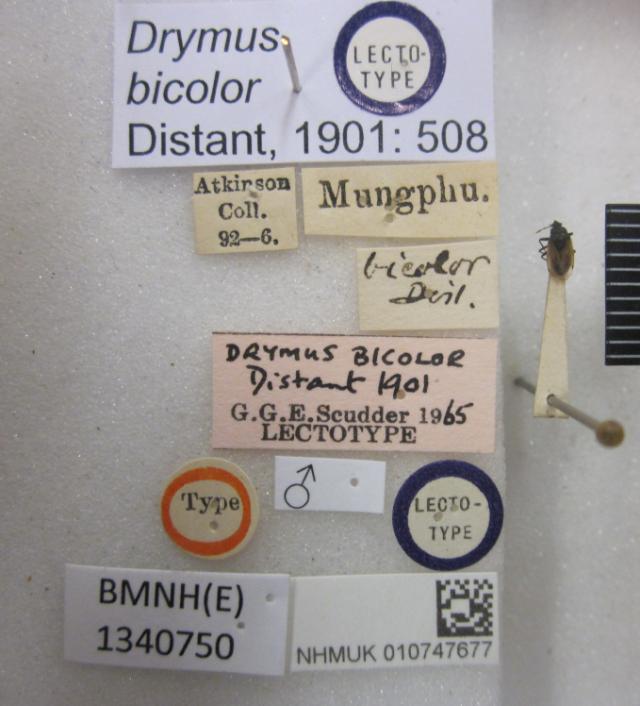 Drymus
bicolor
Distant, 1901: 508
LECTO-
TYPE
Atkinson
Coll.
92—6.
Mungphu.
bicolor
Dist.
DRYMUS BICOLOR
Distant 1901
G.G.E.Scudder 1965
LECTOTYPE
Type
♂
LECTO-
TYPE
BMNH(E)
1340750
NHMUK 010747677